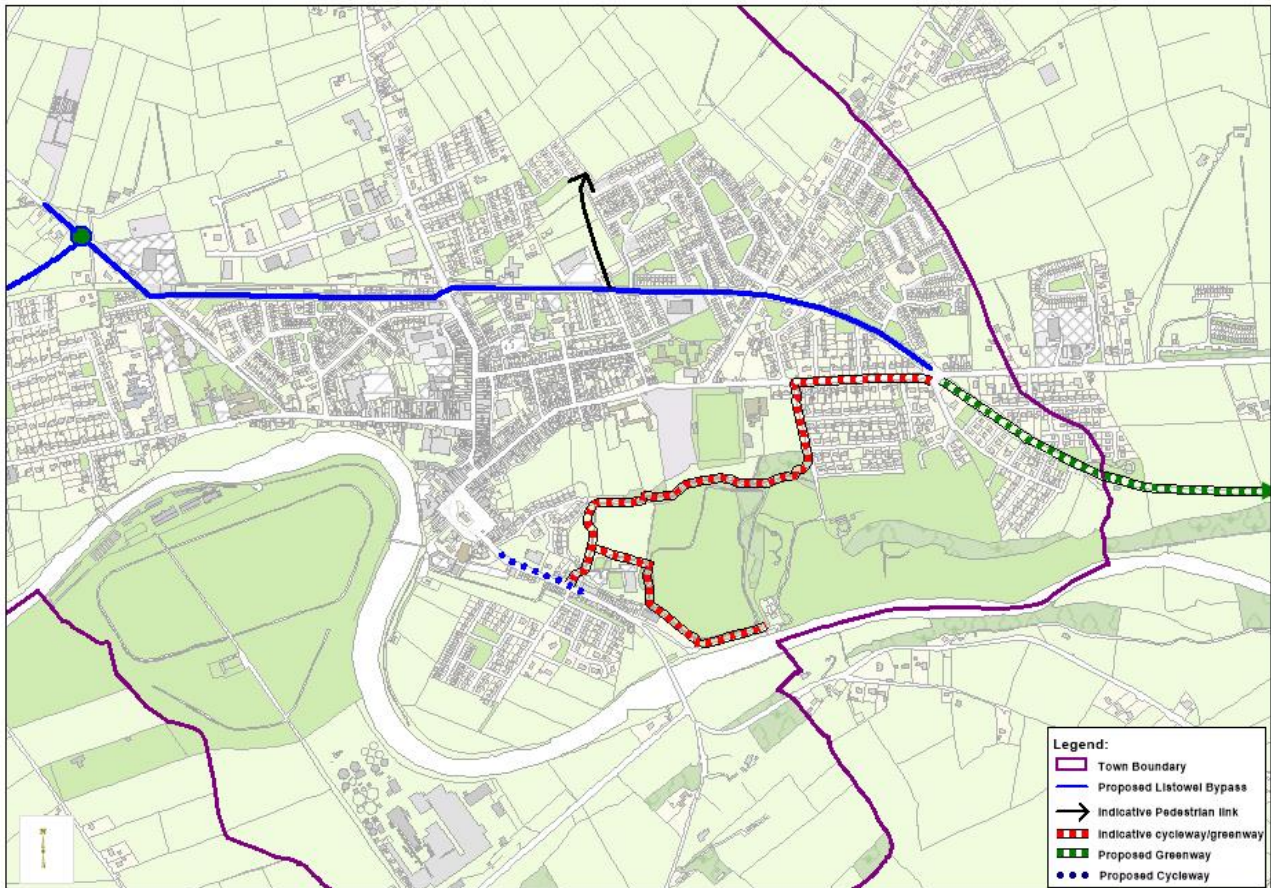 Legend:
Town Boundary
Proposed Listowel Bypass
Indicative Pedestrian link
Indicative cycleway/greenway
Proposed Greenway
Proposed Cycleway
N